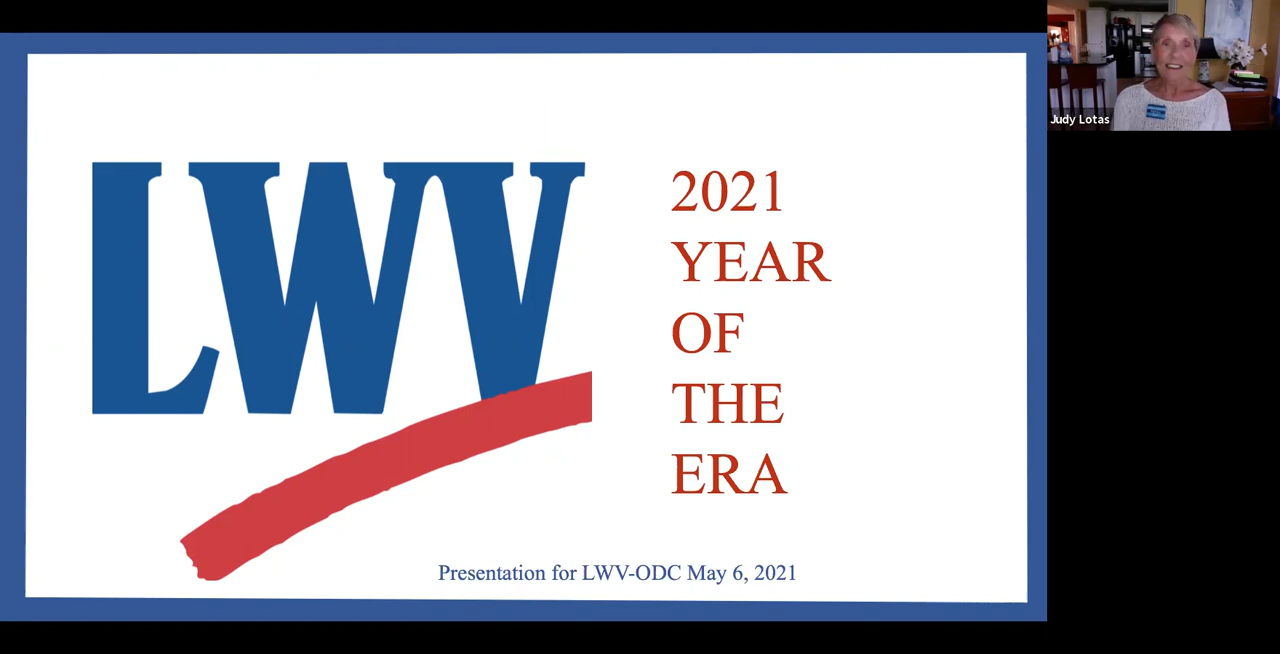 LWV
2021
YEAR
OF
THE
ERA
Presentation for LWV-ODC May 6, 2021
Judy Lotas